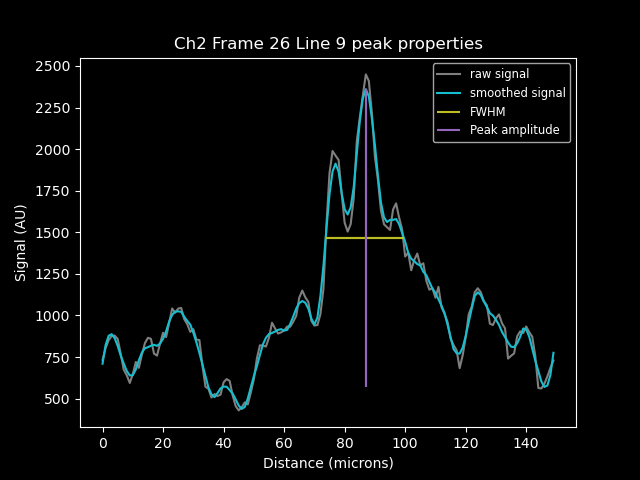 Ch2 Frame 26 Line 9 peak properties
raw signal
smoothed signal
FWHM
Peak amplitude
Signal (AU)
2500
2250
2000
1750
1500
1250
1000
750
500
0 20 40 60 80 100 120 140
Distance (microns)